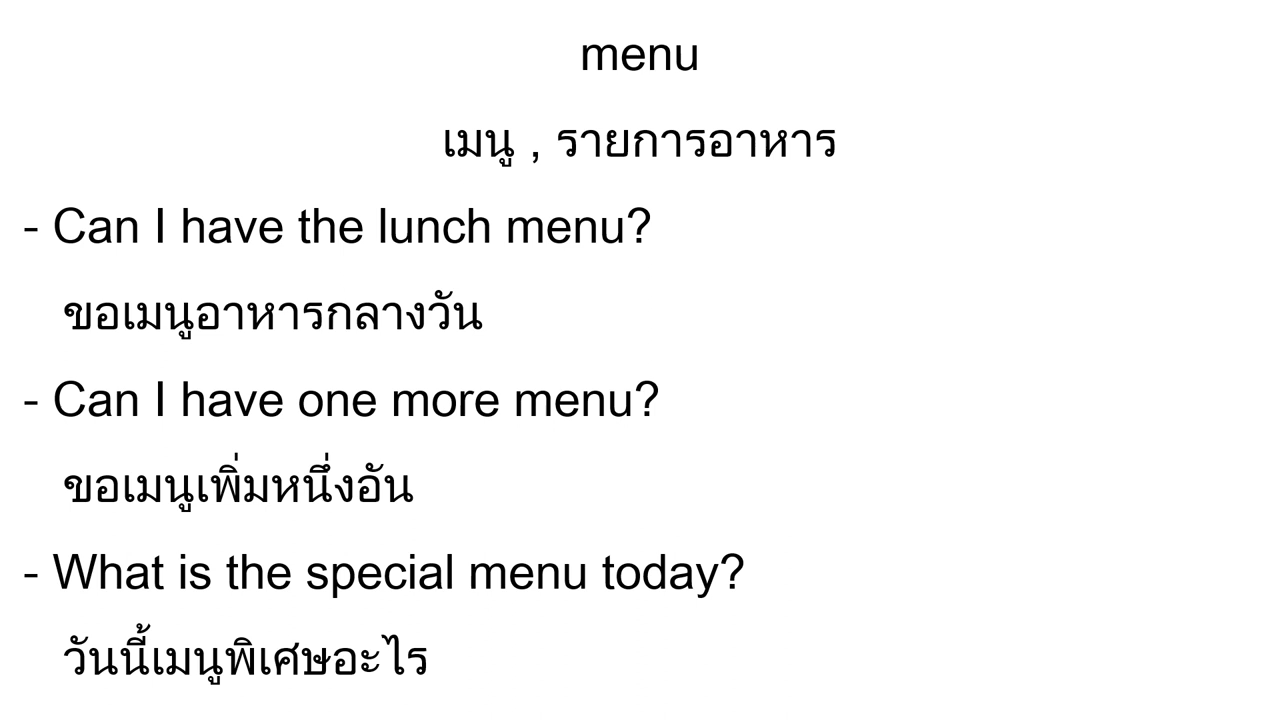 menu
เมนู , รายการอาหาร
- Can I have the lunch menu?
ขอเมนูอาหารกลางวัน
- Can I have one more menu?
ขอเมนูเพิ่มหนึ่งอัน
- What is the special menu today?
วันนี้เมนูพิเศษอะไร